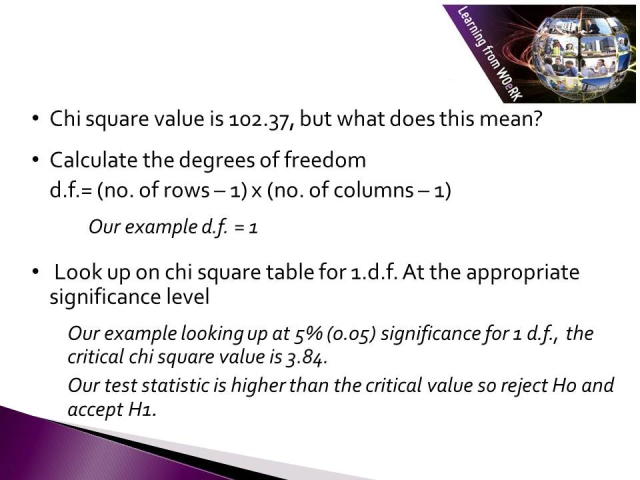 Learning from WOeRK
• Chi square value is 102.37, but what does this mean?
• Calculate the degrees of freedom
d.f.= (no. of rows – 1) x (no. of columns – 1)
Our example d.f. = 1
• Look up on chi square table for 1.d.f. At the appropriate
significance level
Our example looking up at 5% (0.05) significance for 1 d.f., the
critical chi square value is 3.84.
Our test statistic is higher than the critical value so reject H0 and
accept H1.